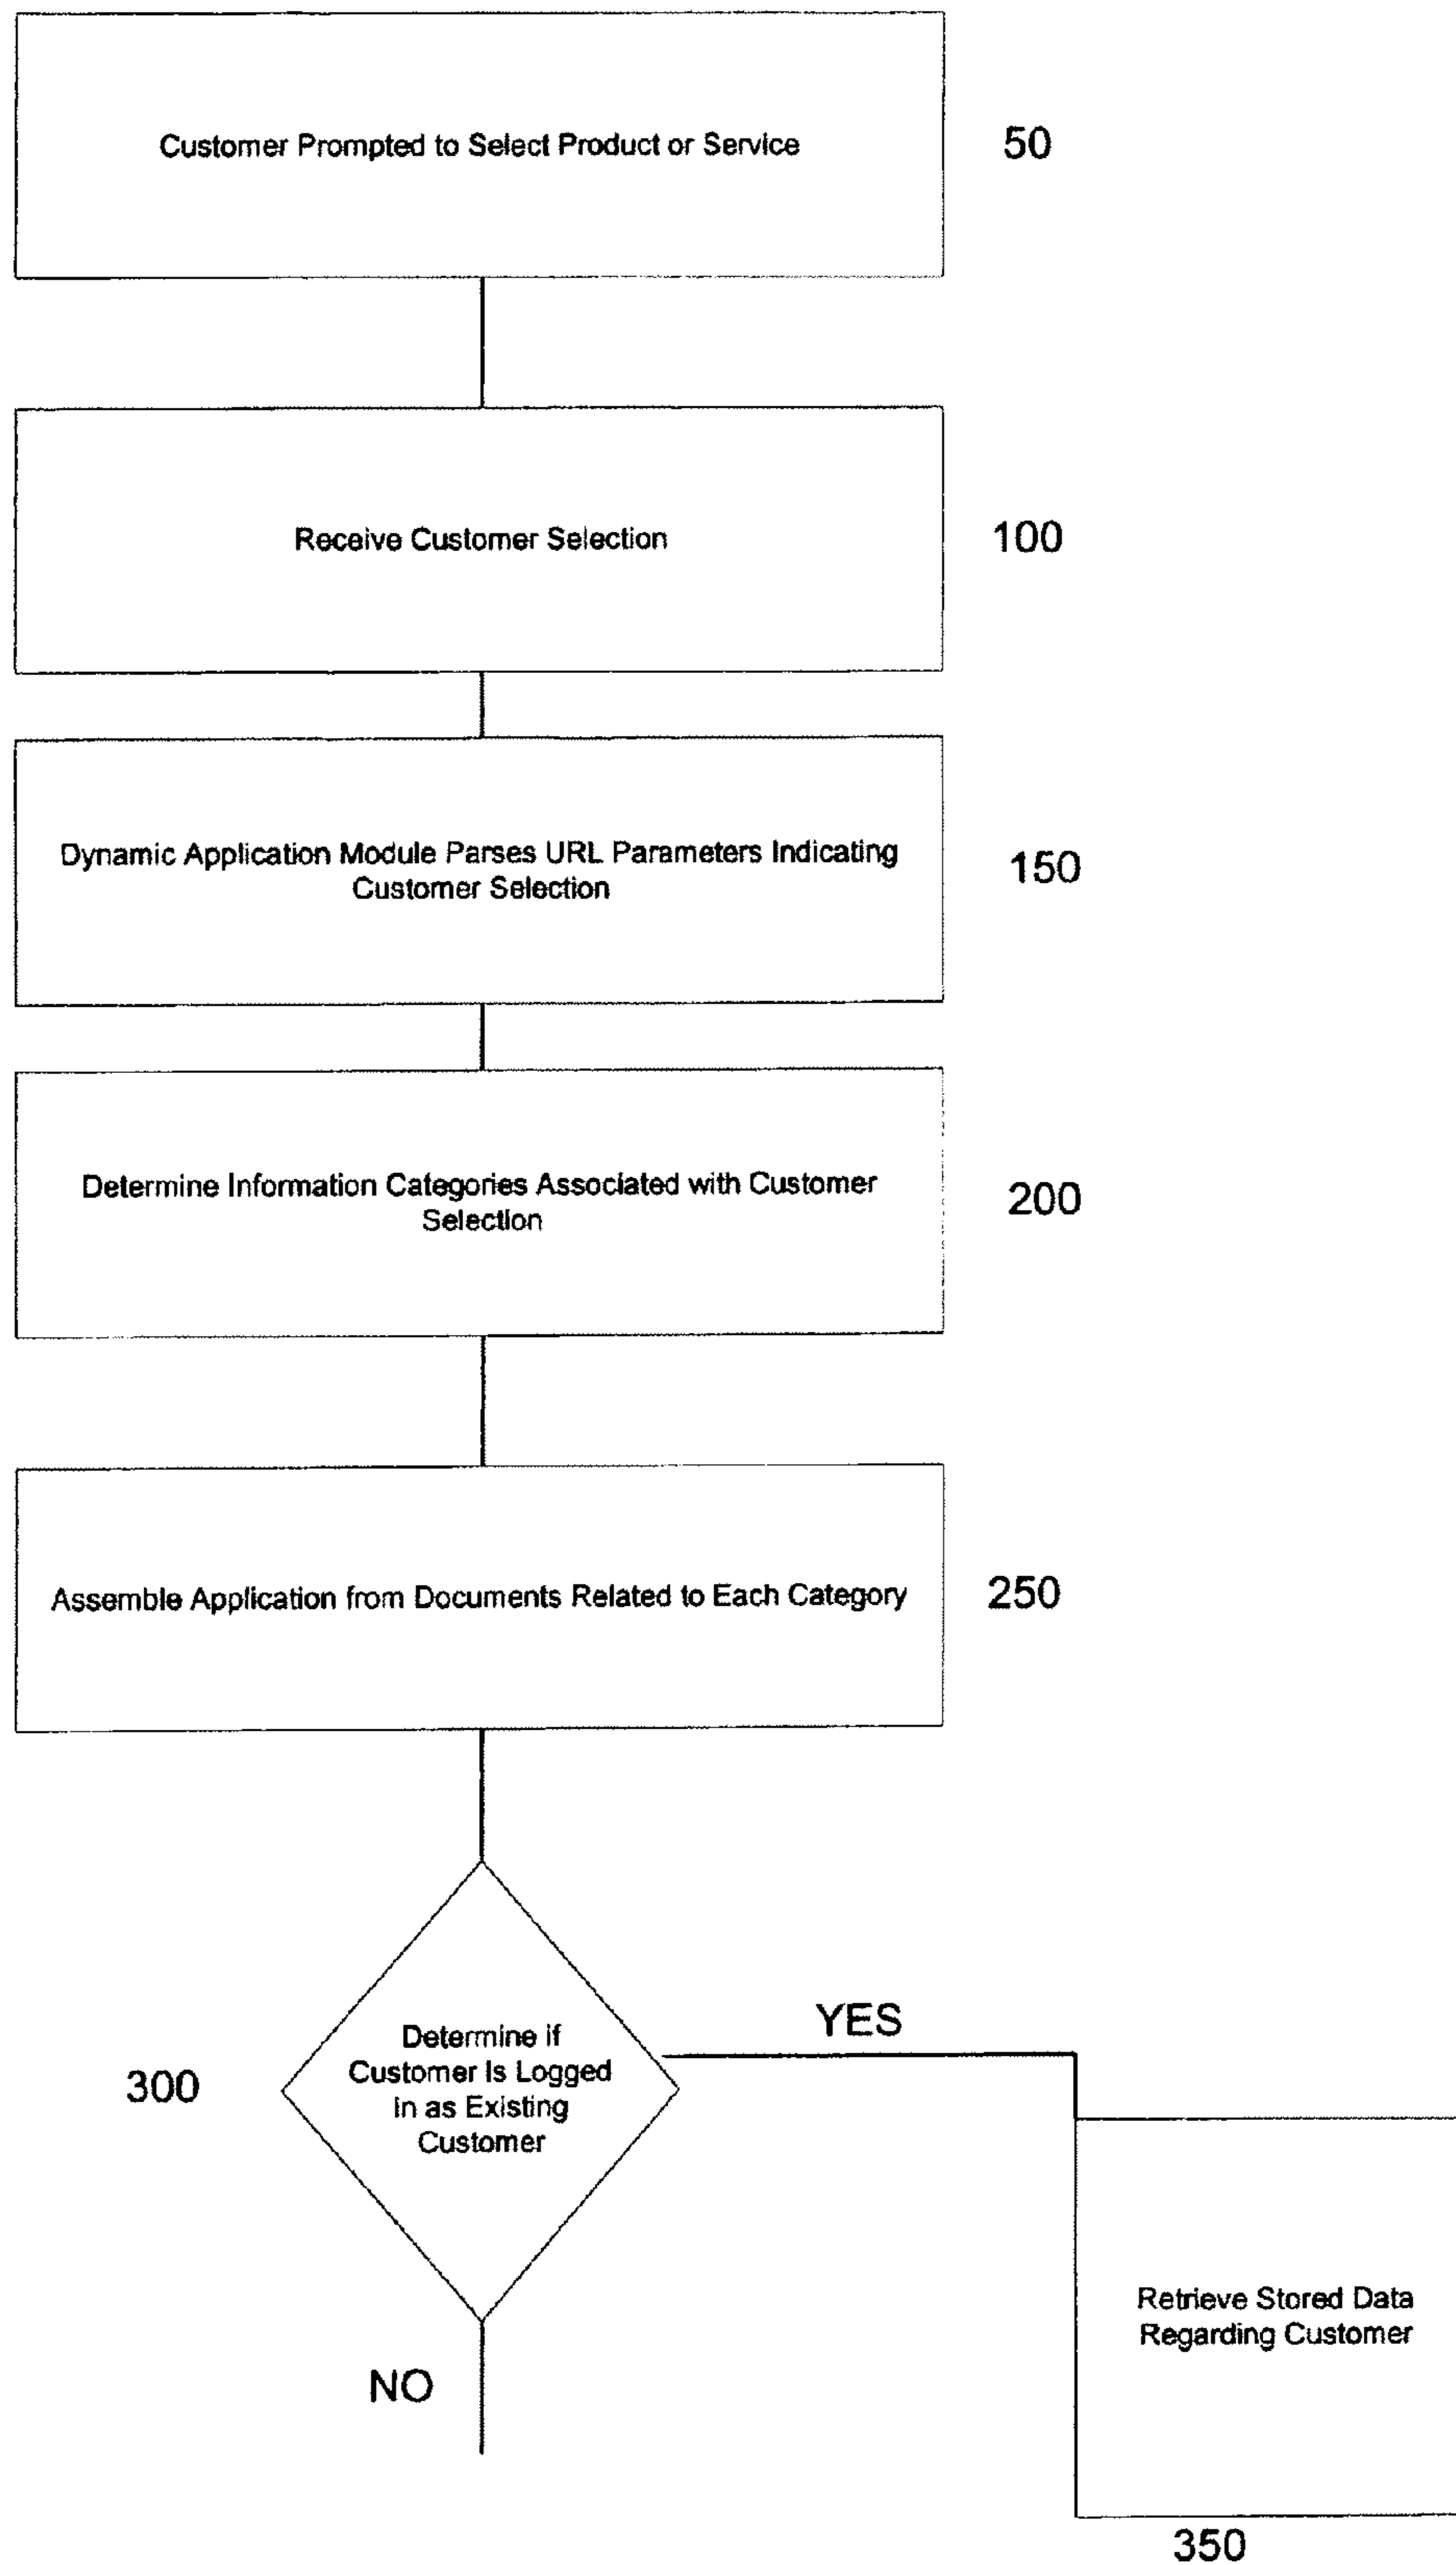 Customer Prompted to Select Product or Service
50
Receive Customer Selection
100
Dynamic Application Module Parses URL Parameters Indicating
Customer Selection
150
Determine Information Categories Associated with Customer
Selection
200
Assemble Application from Documents Related to Each Category
250
300
Determine if
Customer is Logged
in as Existing
Customer
YES
NO
Retrieve Stored Data
Regarding Customer
350